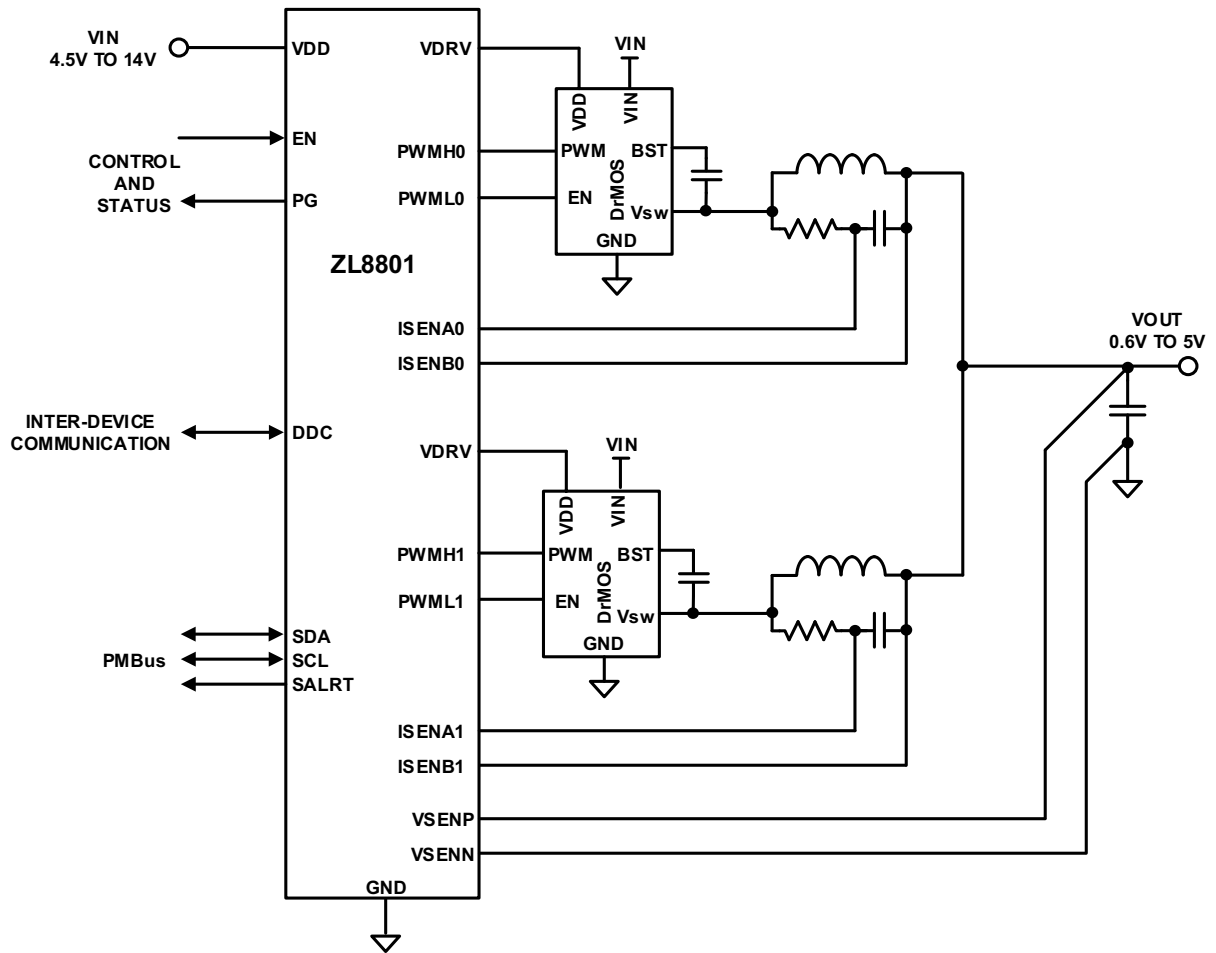 VIN
4.5V TO 14V
VDD
EN
CONTROL
AND
STATUS
PG
ZL8801
INTER-DEVICE
COMMUNICATION
DDC
PMBus
SDA
SCL
SALRT
GND
VDRV
PWMH0
PWML0
ISENA0
ISENB0
VDRV
PWMH1
PWML1
ISENA1
ISENB1
VSENP
VSENN
VIN
VDD
VIN
PWM
BST
EN
DrMOS
Vsw
GND
VIN
VDD
VIN
PWM
BST
EN
DrMOS
Vsw
GND
VOUT
0.6V TO 5V